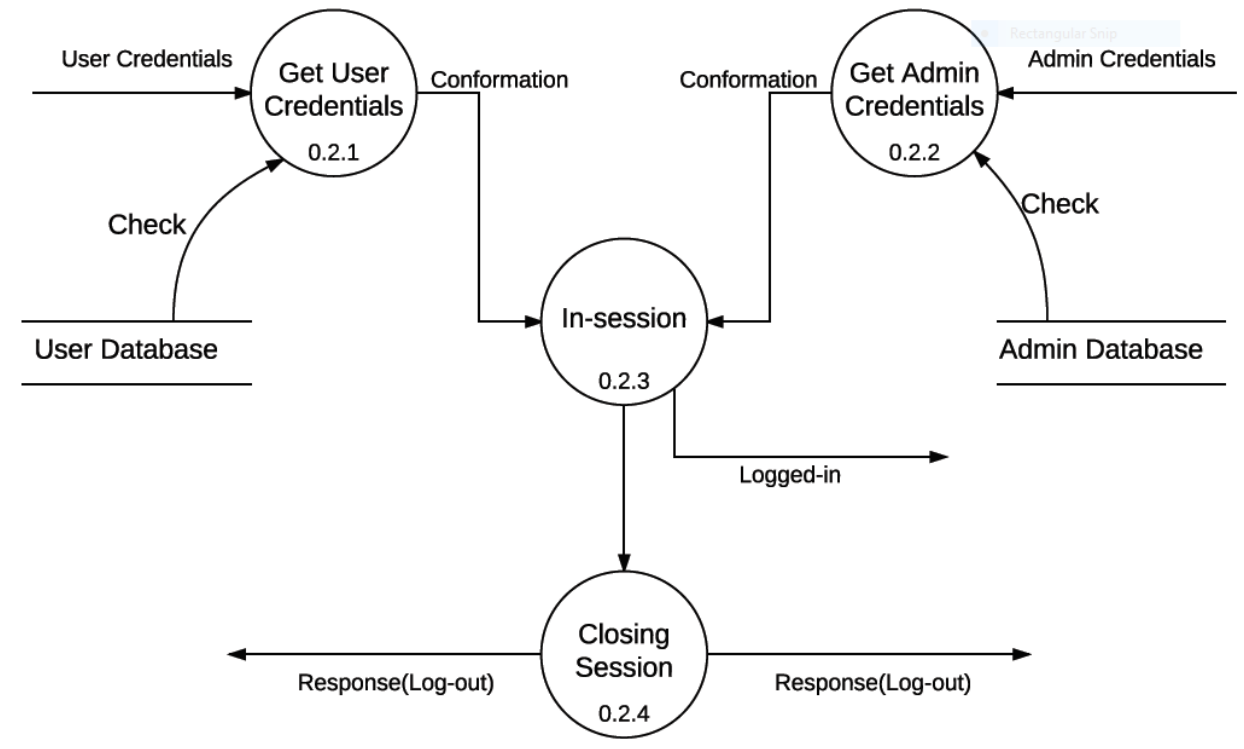 Rectangular Snip
User Credentials
Admin Credentials
Get User
Credentials
0.2.1
Conformation
Conformation
Get Admin
Credentials
0.2.2
Check
Check
In-session
0.2.3
User Database
Admin Database
Logged-in
Closing
Session
0.2.4
Response(Log-out)
Response(Log-out)